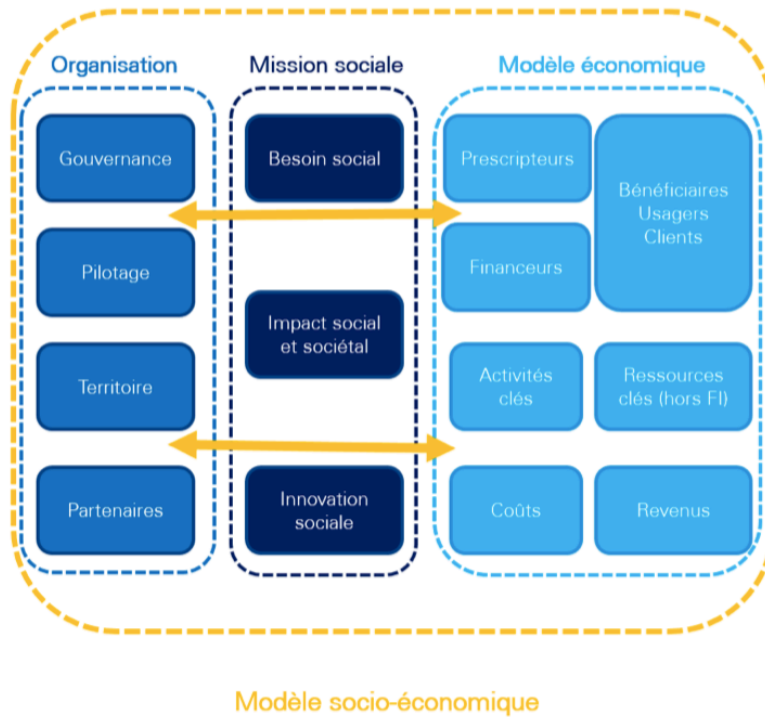 Organisation
Mission sociale
Modèle économique
Gouvernance
Pilotage
Territoire
Partenaires
Besoin social
Impact social
et sociétal
Innovation
sociale
Prescripteurs
Bénéficiaires
Usagers
Clients
Financeurs
Activités
clés
Ressources
clés (hors FI)
Coûts
Revenus
Modèle socio-économique